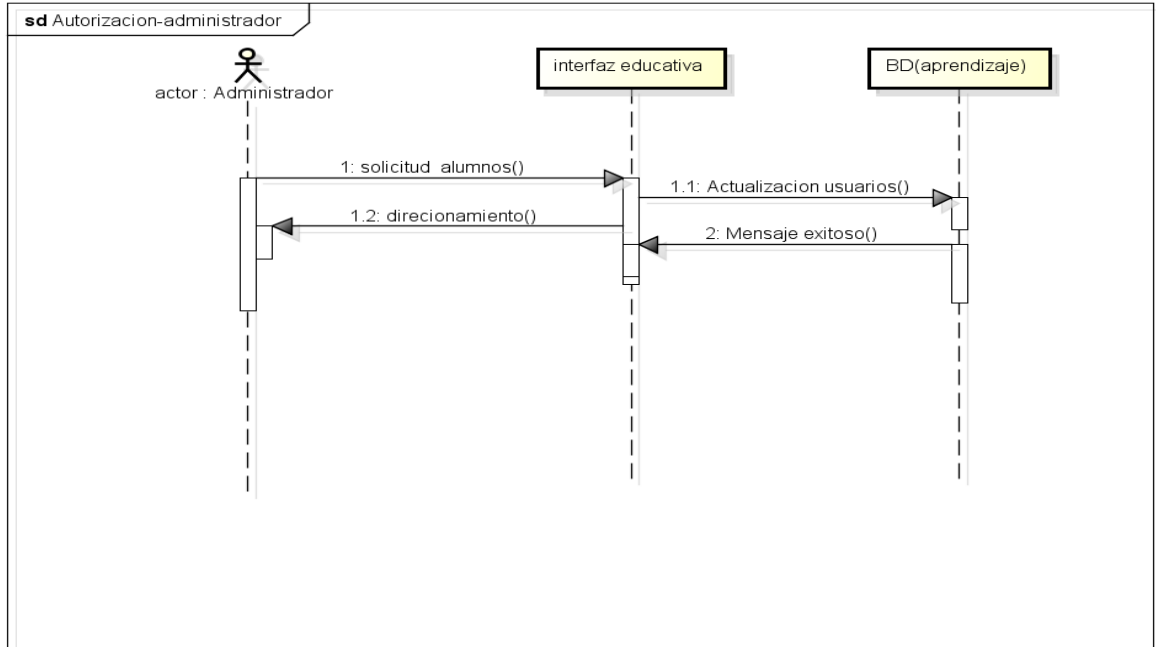 sd Autorizacion-administrador
actor : Administrador
interfaz educativa
BD(aprendizaje)
1: solicitud alumnos()
1.1: Actualizacion usuarios()
1.2: direcionamiento()
2: Mensaje exitoso()